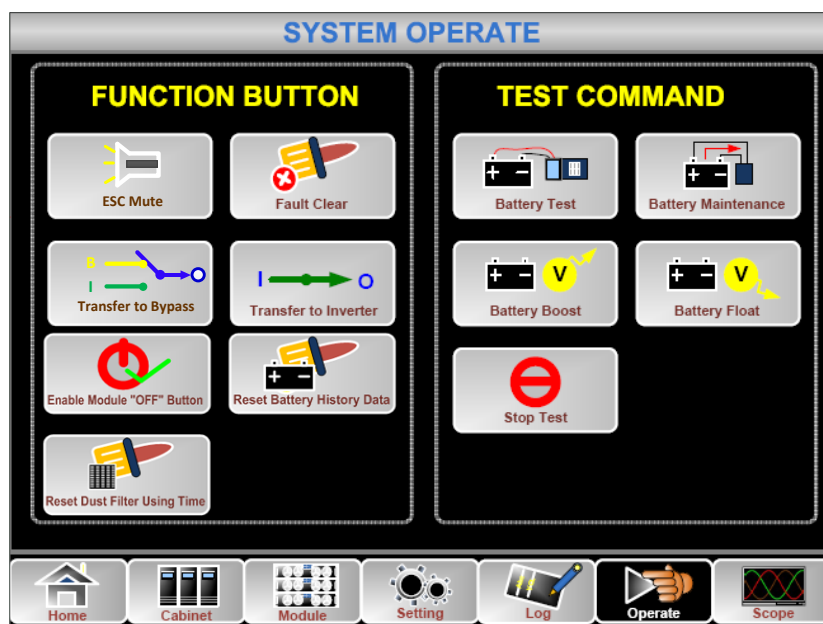 SYSTEM OPERATE
FUNCTION BUTTON
ESC Mute
Fault Clear
B
I
Transfer to Bypass
I O
Transfer to Inverter
Enable Module "OFF" Button
Reset Battery History Data
Reset Dust Filter Using Time
TEST COMMAND
Battery Test
Battery Maintenance
V
Battery Boost
V
Battery Float
Stop Test
Home
Cabinet
Module
Setting
Log
Operate
Scope